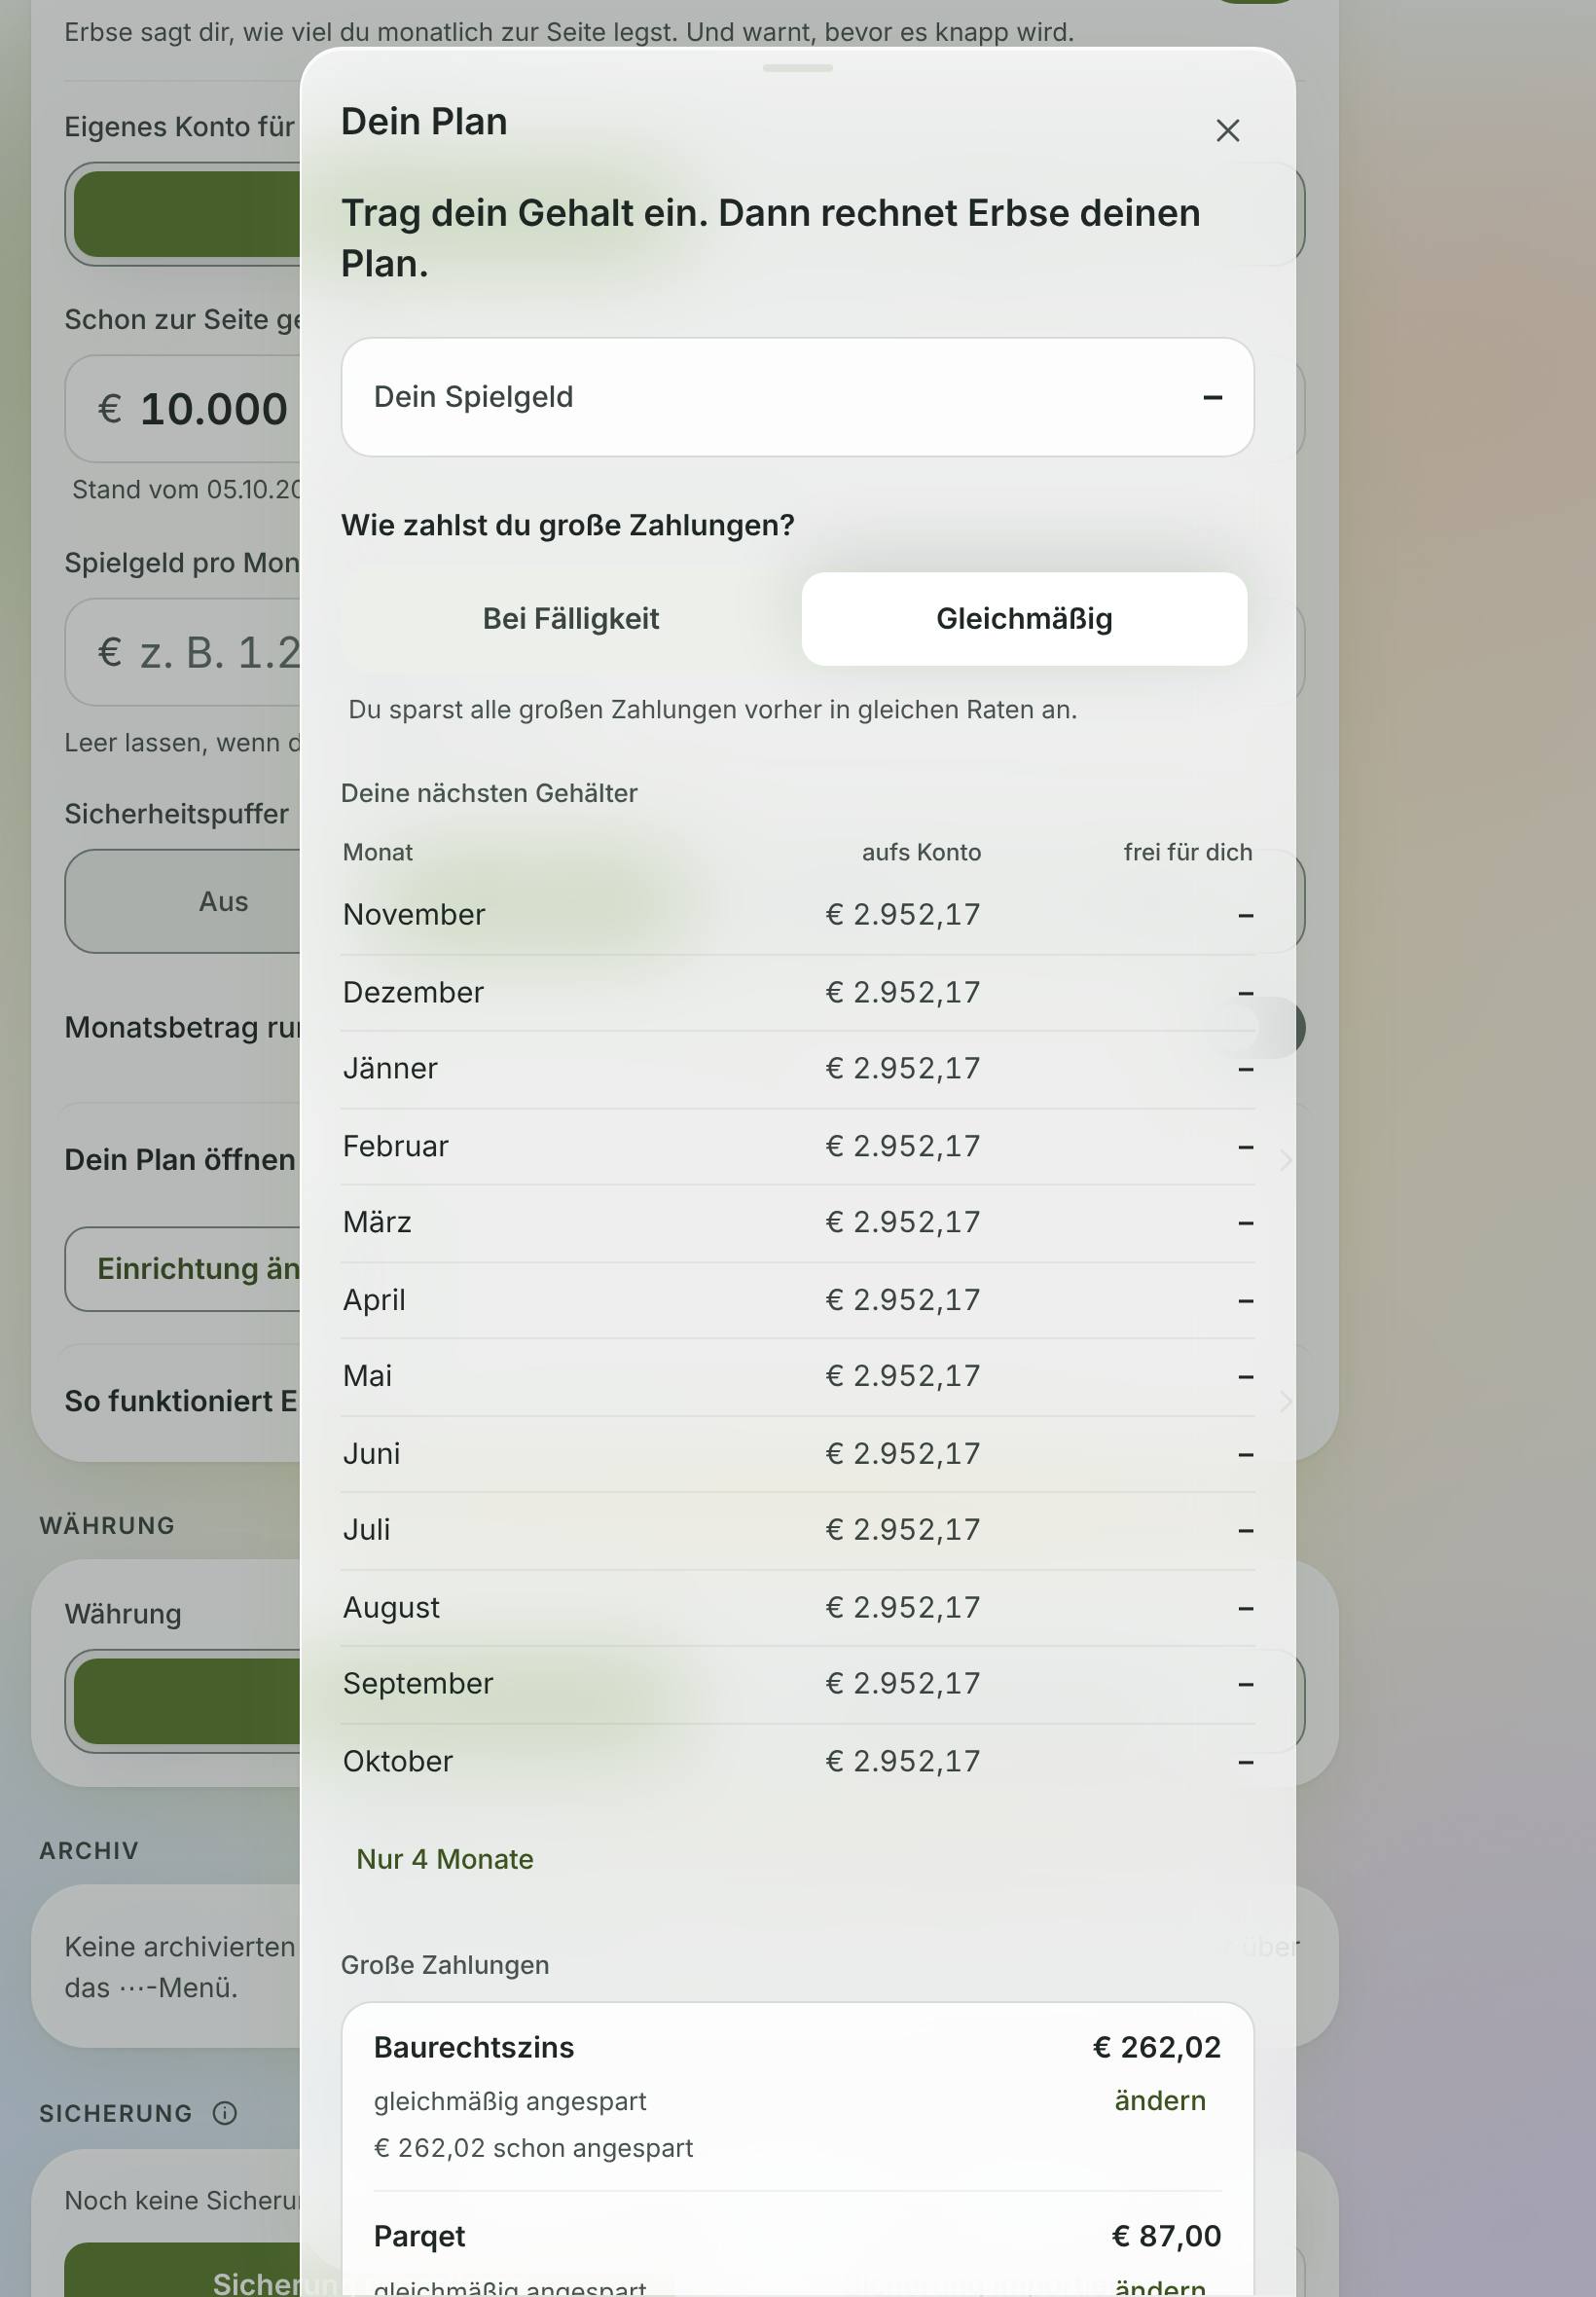 Erbse sagt dir, wie viel du monatlich zur Seite legst. Und warnt, bevor es knapp wird.
Dein Plan
Trag dein Gehalt ein. Dann rechnet Erbse deinen
Plan.
Dein Spielgeld –
Wie zahlst du große Zahlungen?
Bei Fälligkeit Gleichmäßig
Du sparst alle großen Zahlungen vorher in gleichen Raten an.
Deine nächsten Gehälter
Monat aufs Konto frei für dich
November € 2.952,17 –
Dezember € 2.952,17 –
Jänner € 2.952,17 –
Februar € 2.952,17 –
März € 2.952,17 –
April € 2.952,17 –
Mai € 2.952,17 –
Juni € 2.952,17 –
Juli € 2.952,17 –
August € 2.952,17 –
September € 2.952,17 –
Oktober € 2.952,17 –
Nur 4 Monate
Große Zahlungen
Baurechtszins € 262,02
gleichmäßig angespart ändern
€ 262,02 schon angespart
Parqet € 87,00
gleichmäßig angespart ändern
Eigenes Konto für
Schon zur Seite
€ 10.000
Stand vom 05.10.
Spielgeld pro
€ z. B. 1.2
Leer lassen, wenn
Sicherheitspuffer
Aus
Monatsbetrag
Dein Plan öffnen
Einrichtung
So funktioniert
WÄHRUNG
Währung
ARCHIV
Keine archivierten über
das ⋯-Menü.
SICHERUNG
Noch keine